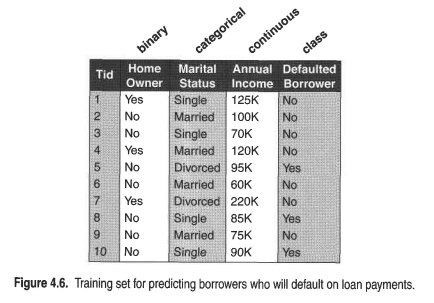 binary categorical continuous class
Tid Home Owner Marital Status Annual Income Defaulted Borrower
1 Yes Single 125K No
2 No Married 100K No
3 No Single 70K No
4 Yes Married 120K No
5 No Divorced 95K Yes
6 No Married 60K No
7 Yes Divorced 220K No
8 No Single 85K Yes
9 No Married 75K No
10 No Single 90K Yes
Figure 4.6. Training set for predicting borrowers who will default on loan payments.